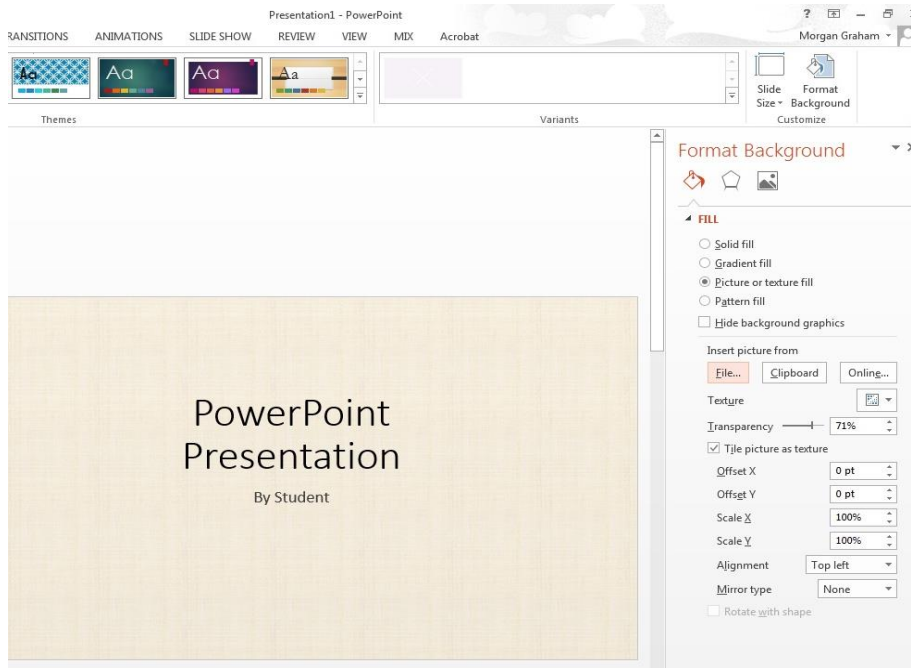 Presentation1 - PowerPoint
?
RANSITIONS ANIMATIONS SLIDE SHOW REVIEW VIEW MIX Acrobat Morgan Graham
Aa Aa Aa Aa
Slide Size Format Background
Themes Variants Customize
Format Background
FILL
Solid fill
Gradient fill
Picture or texture fill
Pattern fill
Hide background graphics
Insert picture from
File... Clipboard Online...
Texture
Transparency 71%
Tile picture as texture
Offset X 0 pt
Offset Y 0 pt
Scale X 100%
Scale Y 100%
Alignment Top left
Mirror type None
Rotate with shape
PowerPoint
Presentation
By Student